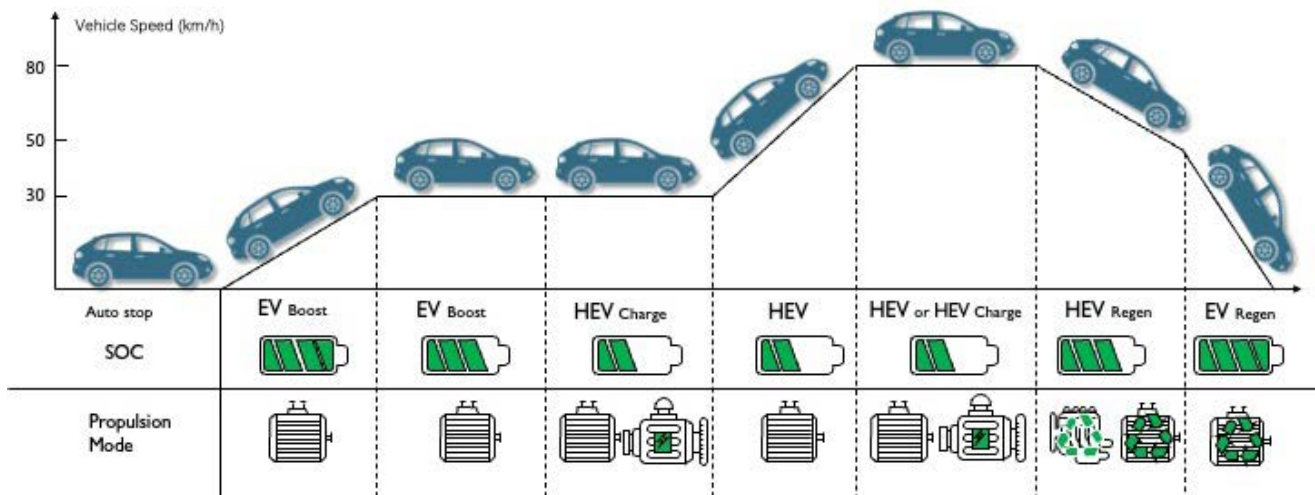 Vehicle Speed (km/h)
80
50
30
Auto stop
EV Boost
EV Boost
HEV Charge
HEV
HEV or HEV Charge
HEV Regen
EV Regen
SOC
Propulsion
Mode